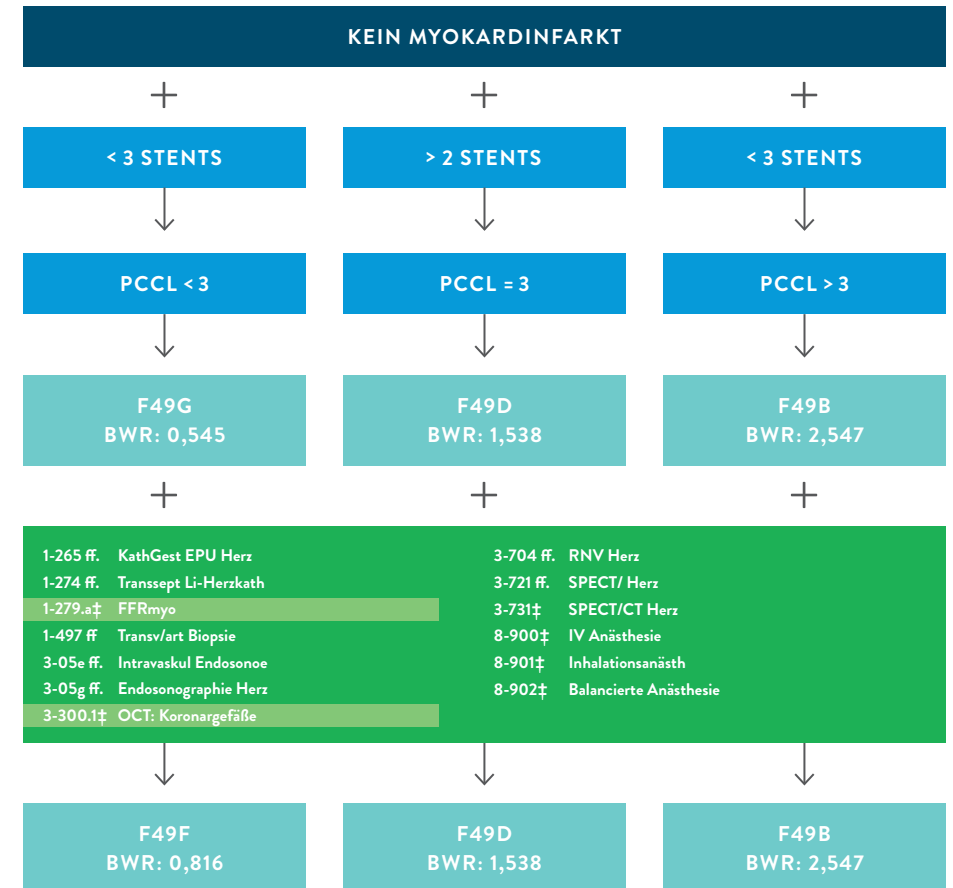 KEIN MYOKARDINFARKT
+ + +
< 3 STENTS
> 2 STENTS
< 3 STENTS
PCCL < 3
PCCL = 3
PCCL > 3
F49G
BWR: 0,545
F49D
BWR: 1,538
F49B
BWR: 2,547
+ + +
1-265 ff. KathGest EPU Herz
1-274 ff. Transsept Li-Herzkath
1-279.a‡ FFRmyo
1-497 ff Transv/art Biopsie
3-05e ff. Intravaskul Endosonoe
3-05g ff. Endosonographie Herz
3-300.1‡ OCT: Koronargefäße
3-704 ff. RNV Herz
3-721 ff. SPECT/ Herz
3-731‡ SPECT/CT Herz
8-900‡ IV Anästhesie
8-901‡ Inhalationsanästh
8-902‡ Balancierte Anästhesie
F49F
BWR: 0,816
F49D
BWR: 1,538
F49B
BWR: 2,547